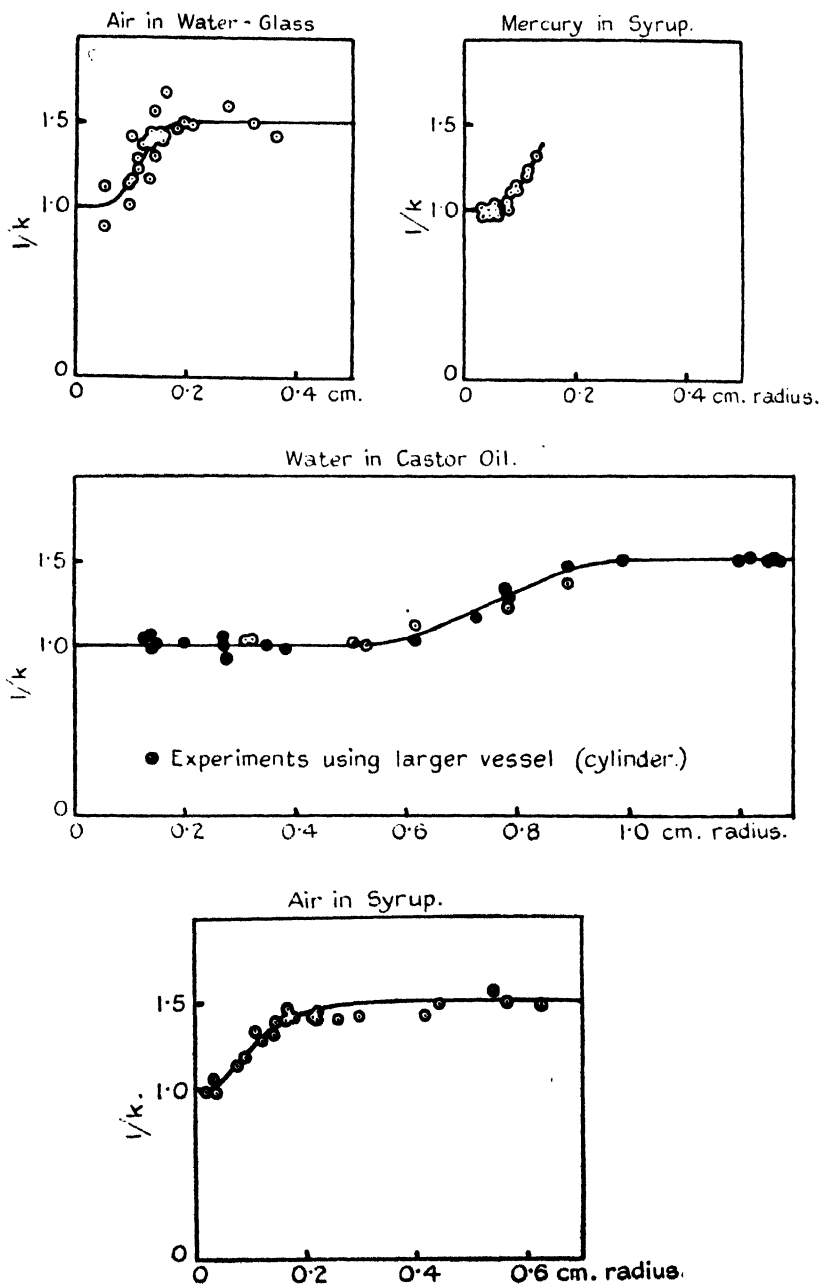 Air in Water-Glass
1·5
1·0
1/k
0
0 0·2 0·4 cm.
Mercury in Syrup.
1·5
1·0
1/k
0
0 0·2 0·4 cm. radius.
Water in Castor Oil.
1·5
1·0
1/k
● Experiments using larger vessel (cylinder.)
0
0 0·2 0·4 0·6 0·8 1·0 cm. radius.
Air in Syrup.
1·5
1·0
1/k.
0
0 0·2 0·4 0·6 cm. radius.